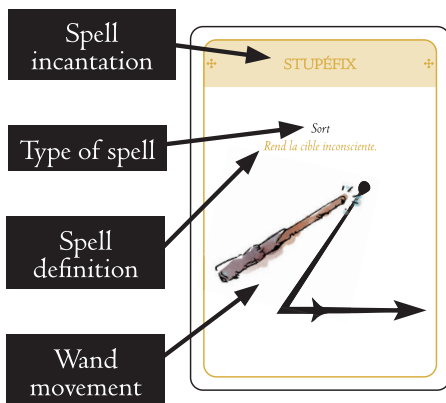 Spell
incantation
STUPÉFIX
Type of spell
Sort
Rend la cible inconsciente.
Spell
definition
Wand
movement